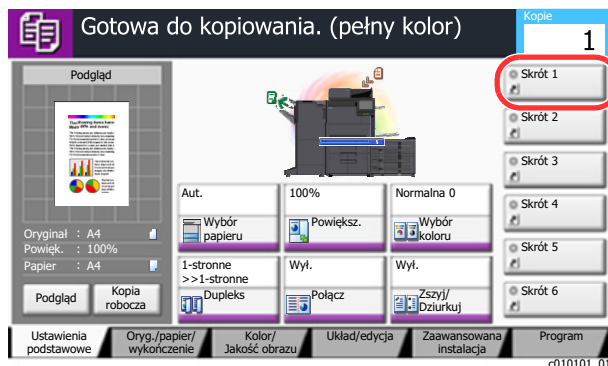 Gotowa do kopiowania. (pełny kolor)
Kopie
1
Podgląd
Oryginał : A4
Powięk. : 100%
Papier : A4
Podgląd
Kopia
robocza
1
Aut.
Wybór
papieru
100%
Powiększ.
Normalna 0
Wybór
koloru
1-stronne
>>1-stronne
Dupleks
Wył.
Połącz
Wył.
Zszyj/
Dziurkuj
Skrót 1
Skrót 2
Skrót 3
Skrót 4
Skrót 5
Skrót 6
Ustawienia
podstawowe
Oryg./papier/
wykończenie
Kolor/
Jakość obrazu
Układ/edycja
Zaawansowana
instalacja
Program
c010101_01